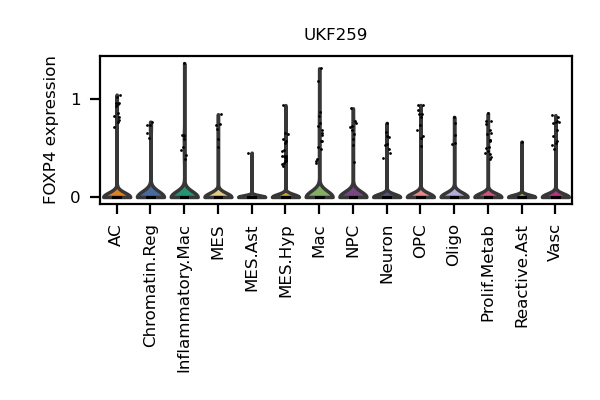 UKF259
FOXP4 expression
1
0
AC
Chromatin.Reg
Inflammatory.Mac
MES
MES.Ast
MES.Hyp
Mac
NPC
Neuron
OPC
Oligo
Prolif.Metab
Reactive.Ast
Vasc